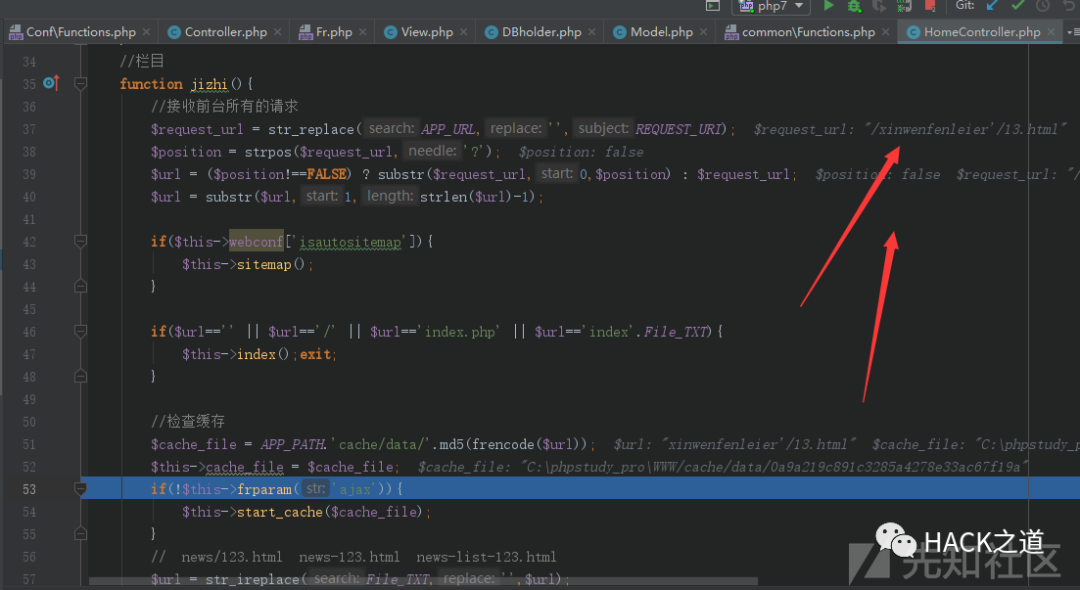 php7 Git:
Conf\Functions.php Controller.php Fr.php View.php DBholder.php Model.php common\Functions.php HomeController.php
34 //栏目
35 function jizhi(){
36 //接收前台所有的请求
37 $request_url = str_replace( search: APP_URL, replace: '', subject: REQUEST_URI); $request_url: "/xinwenfenleier'/13.html"
38 $position = strpos($request_url, needle: '?'); $position: false
39 $url = ($position!==FALSE) ? substr($request_url, start: 0,$position) : $request_url; $position: false $request_url: "/
40 $url = substr($url, start: 1, length: strlen($url)-1);
41
42 if($this->webconf['isautositemap']){
43 $this->sitemap();
44 }
45
46 if($url=='' || $url=='/' || $url=='index.php' || $url=='index'.File_TXT){
47 $this->index();exit;
48 }
49
50 //检查缓存
51 $cache_file = APP_PATH.'cache/data/'.md5(frencode($url)); $url: "xinwenfenleier'/13.html" $cache_file: "C:\phpstudy_p
52 $this->cache_file = $cache_file; $cache_file: "C:\phpstudy_pro\WWW/cache/data/0a9a219c891c3285a4278e33ac67f19a"
53 if(!$this->frparam( str: 'ajax')){
54 $this->start_cache($cache_file);
55 }
56 // news/123.html news-123.html news-list-123.html
57 $url = str_ireplace( search: File_TXT, replace: '',$url);
HACK之道
先知社区